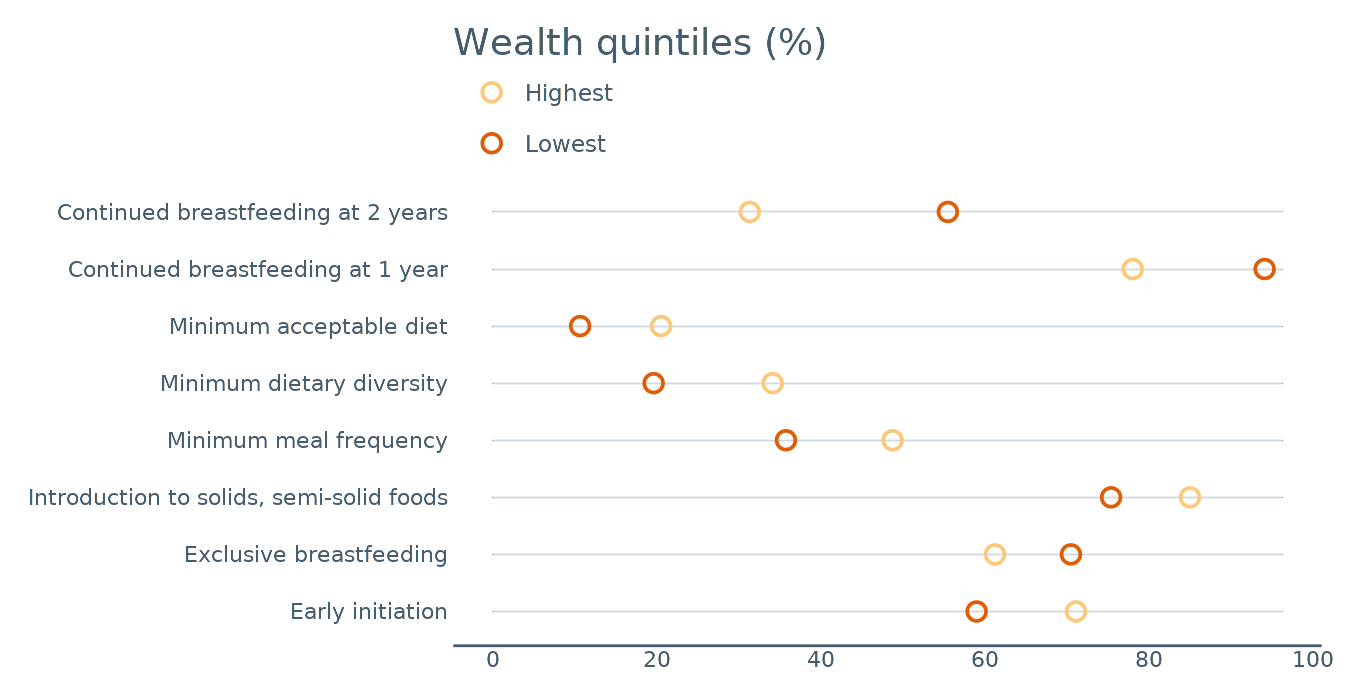 Wealth quintiles (%)
Highest
Lowest
Continued breastfeeding at 2 years
Continued breastfeeding at 1 year
Minimum acceptable diet
Minimum dietary diversity
Minimum meal frequency
Introduction to solids, semi-solid foods
Exclusive breastfeeding
Early initiation
0 20 40 60 80 100